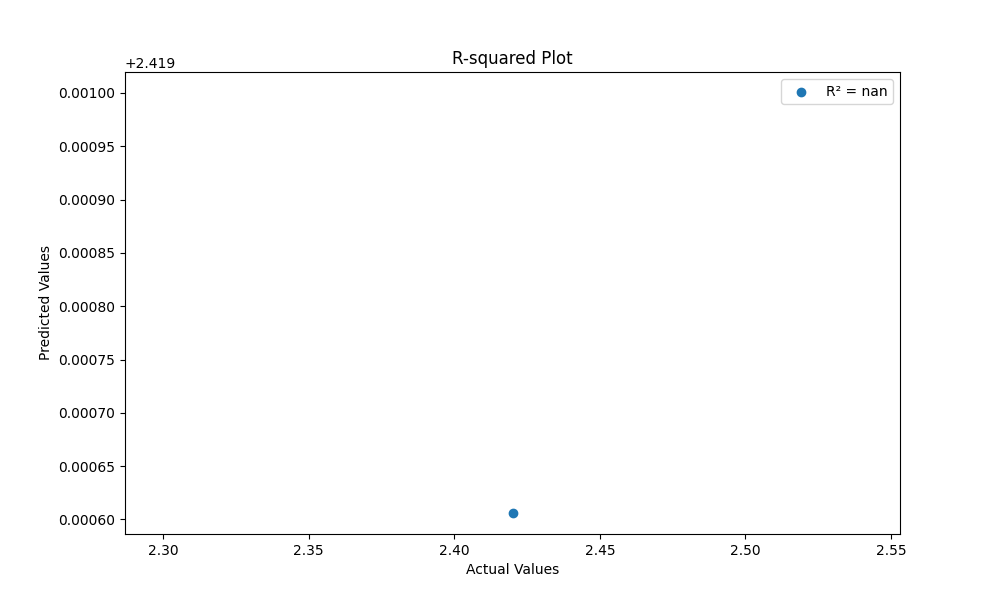 R-squared Plot
+2.419
R² = nan
0.00100
0.00095
0.00090
0.00085
0.00080
0.00075
0.00070
0.00065
0.00060
Predicted Values
2.30 2.35 2.40 2.45 2.50 2.55
Actual Values